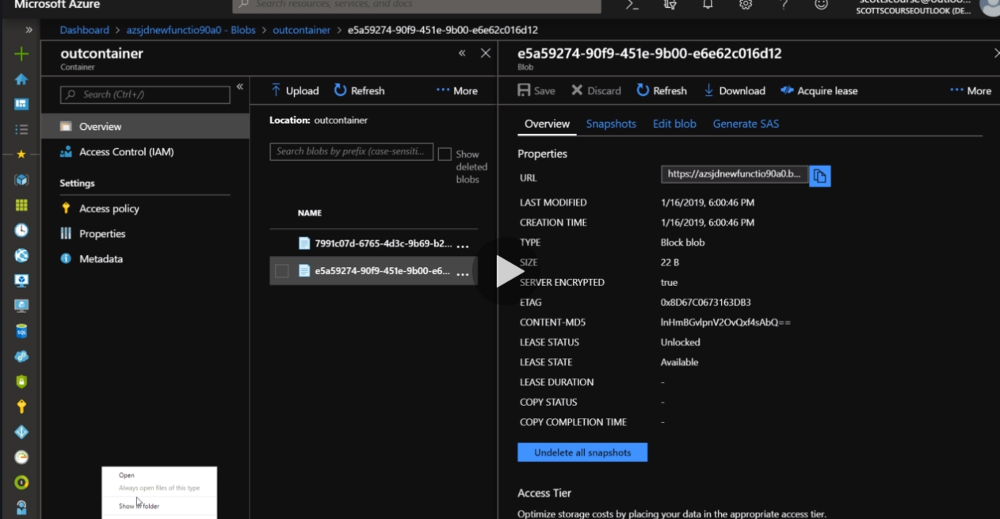 Microsoft Azure
Search resources, services, and docs
SCOTTSCOURSEOUTLOOK (DE...
Dashboard > azsjdnewfunctio90a0 - Blobs > outcontainer > e5a59274-90f9-451e-9b00-e6e62c016d12
outcontainer
Container
Search (Ctrl+/)
Overview
Access Control (IAM)
Settings
Access policy
Properties
Metadata
Upload Refresh ... More
Location: outcontainer
Search blobs by prefix (case-sensiti...
Show
deleted
blobs
NAME
7991c07d-6765-4d3c-9b69-b2... ...
e5a59274-90f9-451e-9b00-e6... ...
e5a59274-90f9-451e-9b00-e6e62c016d12
Blob
Save Discard Refresh Download Acquire lease ... More
Overview Snapshots Edit blob Generate SAS
Properties
URL https://azsjdnewfunctio90a0.b...
LAST MODIFIED 1/16/2019, 6:00:46 PM
CREATION TIME 1/16/2019, 6:00:46 PM
TYPE Block blob
SIZE 22 B
SERVER ENCRYPTED true
ETAG 0x8D67C0673163DB3
CONTENT-MD5 lnHmBGvlpnV2OvQxf4sAbQ==
LEASE STATUS Unlocked
LEASE STATE Available
LEASE DURATION -
COPY STATUS -
COPY COMPLETION TIME -
Undelete all snapshots
Access Tier
Optimize storage costs by placing your data in the appropriate access tier.
Open
Always open files of this type
Show in folder